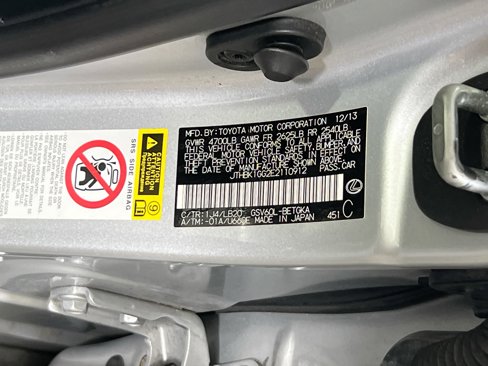 MFD.BY:TOYOTA MOTOR CORPORATION 12/13
GVWR 4700LB GAWR FR 2625LB RR 2540LB
THIS VEHICLE CONFORMS TO ALL APPLICABLE
FEDERAL MOTOR VEHICLE SAFETY, BUMPER, AND
THEFT PREVENTION STANDARDS IN EFFECT ON
THE DATE OF MANUFACTURE SHOWN ABOVE.
JTHBK1GG2E2110912 PASS.CAR
C/TR:1J4/LB20 GSV60L-BETGKA
A/TM:-01A/U660E MADE IN JAPAN 451 C
SRS SIDE AIRBAG
9